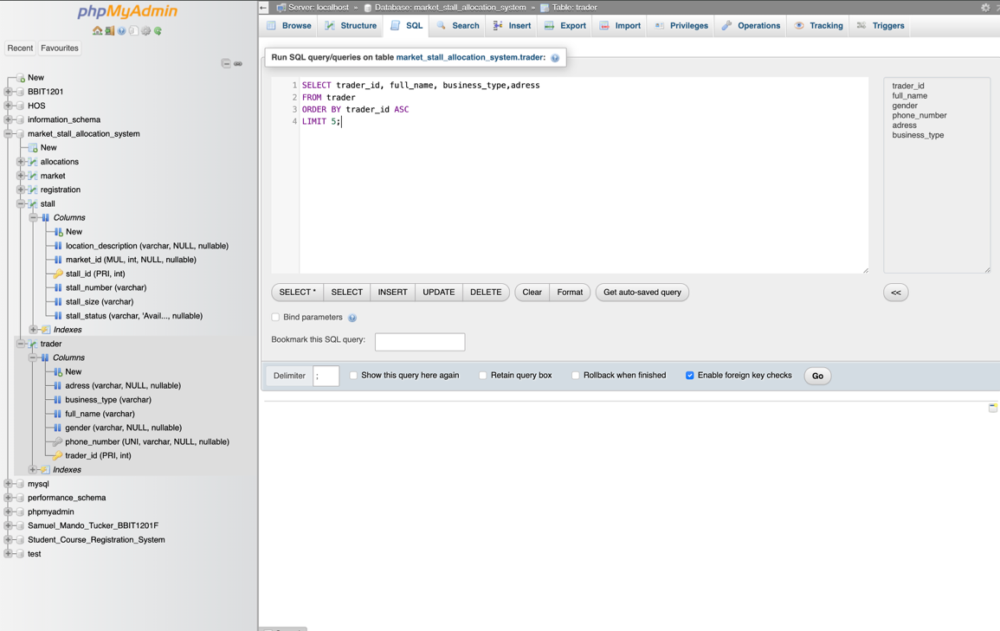 phpMyAdmin
Recent Favourites
New
BBIT1201
HOS
information_schema
market_stall_allocation_system
New
allocations
market
registration
stall
Columns
New
location_description (varchar, NULL, nullable)
market_id (MUL, int, NULL, nullable)
stall_id (PRI, int)
stall_number (varchar)
stall_size (varchar)
stall_status (varchar, 'Avail..., nullable)
Indexes
trader
Columns
New
adress (varchar, NULL, nullable)
business_type (varchar)
full_name (varchar)
gender (varchar, NULL, nullable)
phone_number (UNI, varchar, NULL, nullable)
trader_id (PRI, int)
Indexes
mysql
performance_schema
phpmyadmin
Samuel_Mando_Tucker_BBIT1201F
Student_Course_Registration_System
test
Server: localhost » Database: market_stall_allocation_system » Table: trader
Browse Structure SQL Search Insert Export Import Privileges Operations Tracking Triggers
Run SQL query/queries on table market_stall_allocation_system.trader:
1 SELECT trader_id, full_name, business_type,adress
2 FROM trader
3 ORDER BY trader_id ASC
4 LIMIT 5;
trader_id
full_name
gender
phone_number
adress
business_type
SELECT * SELECT INSERT UPDATE DELETE Clear Format Get auto-saved query <<
Bind parameters
Bookmark this SQL query:
Delimiter ; Show this query here again Retain query box Rollback when finished Enable foreign key checks Go